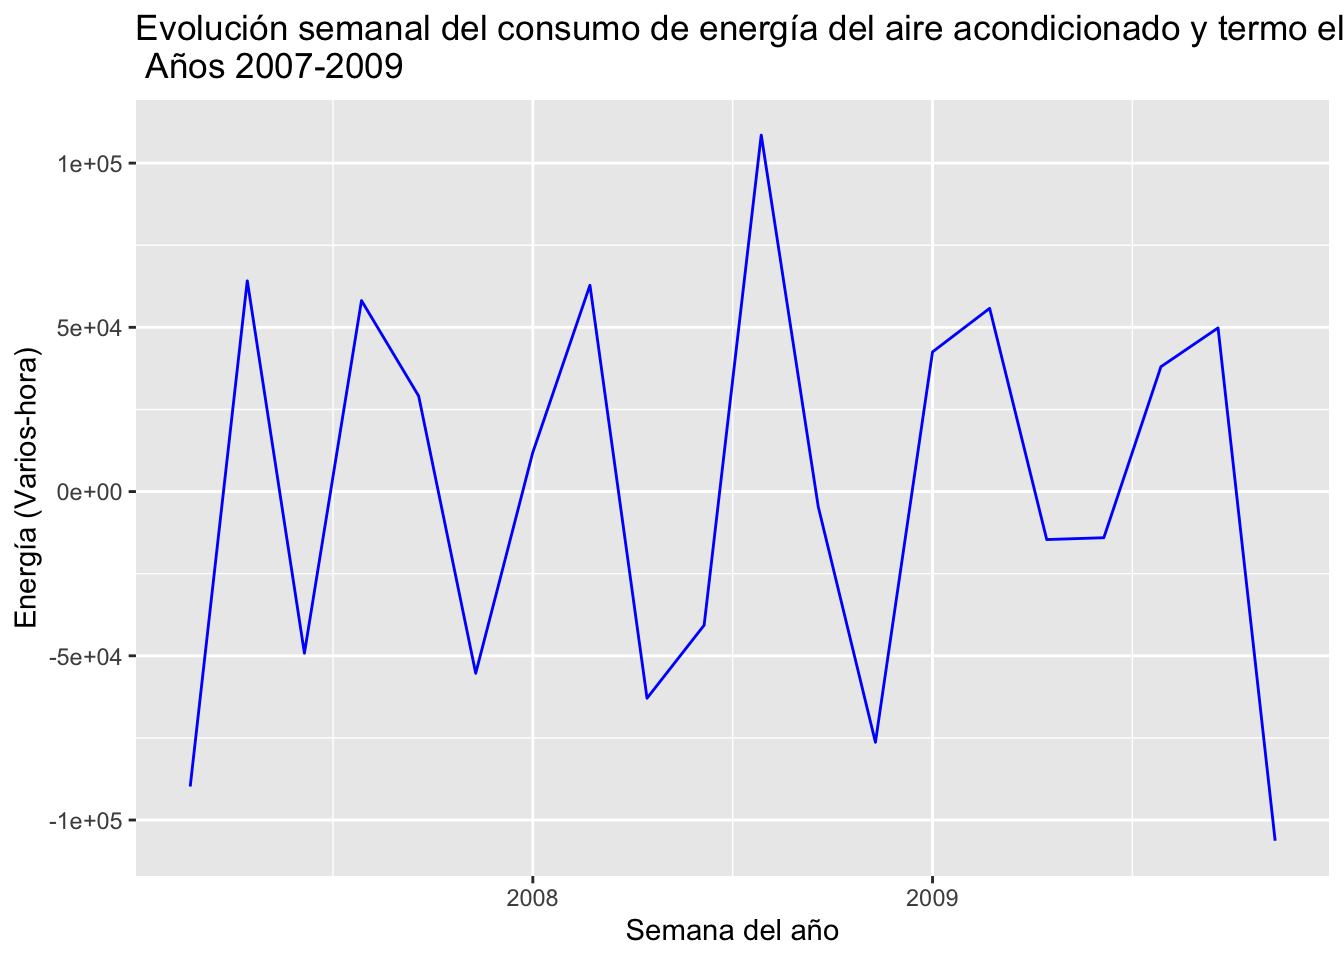 Evolución semanal del consumo de energía del aire acondicionado y termo el
Años 2007-2009
1e+05
5e+04
0e+00
-5e+04
-1e+05
Energía (Varios-hora)
2008
2009
Semana del año